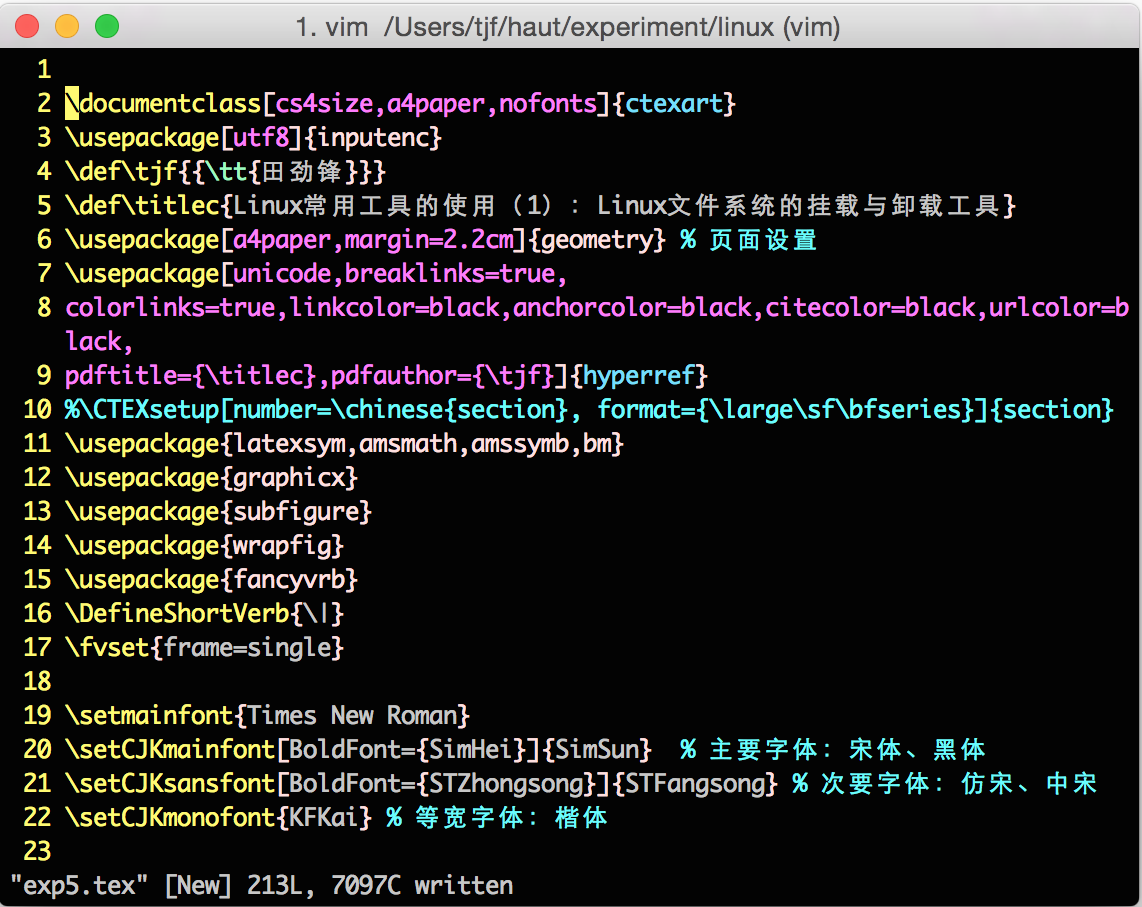 1. vim /Users/tjf/haut/experiment/linux (vim)
1
2 \documentclass[cs4size,a4paper,nofonts]{ctexart}
3 \usepackage[utf8]{inputenc}
4 \def\tjf{{\tt{田劲锋}}}
5 \def\titlec{Linux常用工具的使用（1）：Linux文件系统的挂载与卸载工具}
6 \usepackage[a4paper,margin=2.2cm]{geometry} % 页面设置
7 \usepackage[unicode,breaklinks=true,
8 colorlinks=true,linkcolor=black,anchorcolor=black,citecolor=black,urlcolor=b
lack,
9 pdftitle={\titlec},pdfauthor={\tjf}]{hyperref}
10 %\CTEXsetup[number=\chinese{section}, format={\large\sf\bfseries}]{section}
11 \usepackage{latexsym,amsmath,amssymb,bm}
12 \usepackage{graphicx}
13 \usepackage{subfigure}
14 \usepackage{wrapfig}
15 \usepackage{fancyvrb}
16 \DefineShortVerb{\|}
17 \fvset{frame=single}
18
19 \setmainfont{Times New Roman}
20 \setCJKmainfont[BoldFont={SimHei}]{SimSun}  % 主要字体：宋体、黑体
21 \setCJKsansfont[BoldFont={STZhongsong}]{STFangsong} % 次要字体：仿宋、中宋
22 \setCJKmonofont{KFKai} % 等宽字体：楷体
23
"exp5.tex" [New] 213L, 7097C written